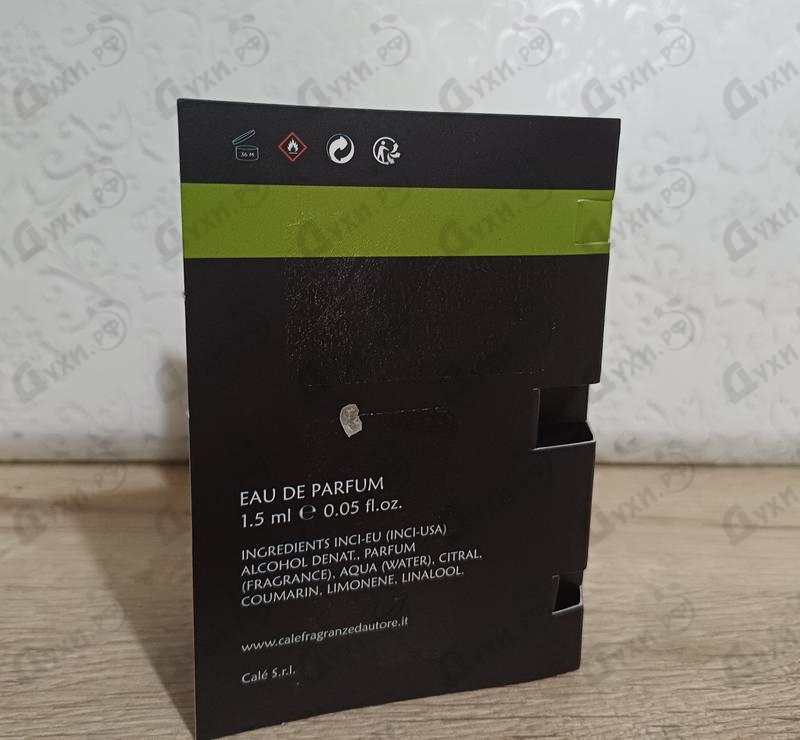 36 M
EAU DE PARFUM
1.5 ml ℮ 0.05 fl.oz.
INGREDIENTS INCI-EU (INCI-USA)
ALCOHOL DENAT., PARFUM
(FRAGRANCE), AQUA (WATER), CITRAL,
COUMARIN, LIMONENE, LINALOOL.
www.calefragranzedautore.it
Calé S.r.l.
Духи.рф